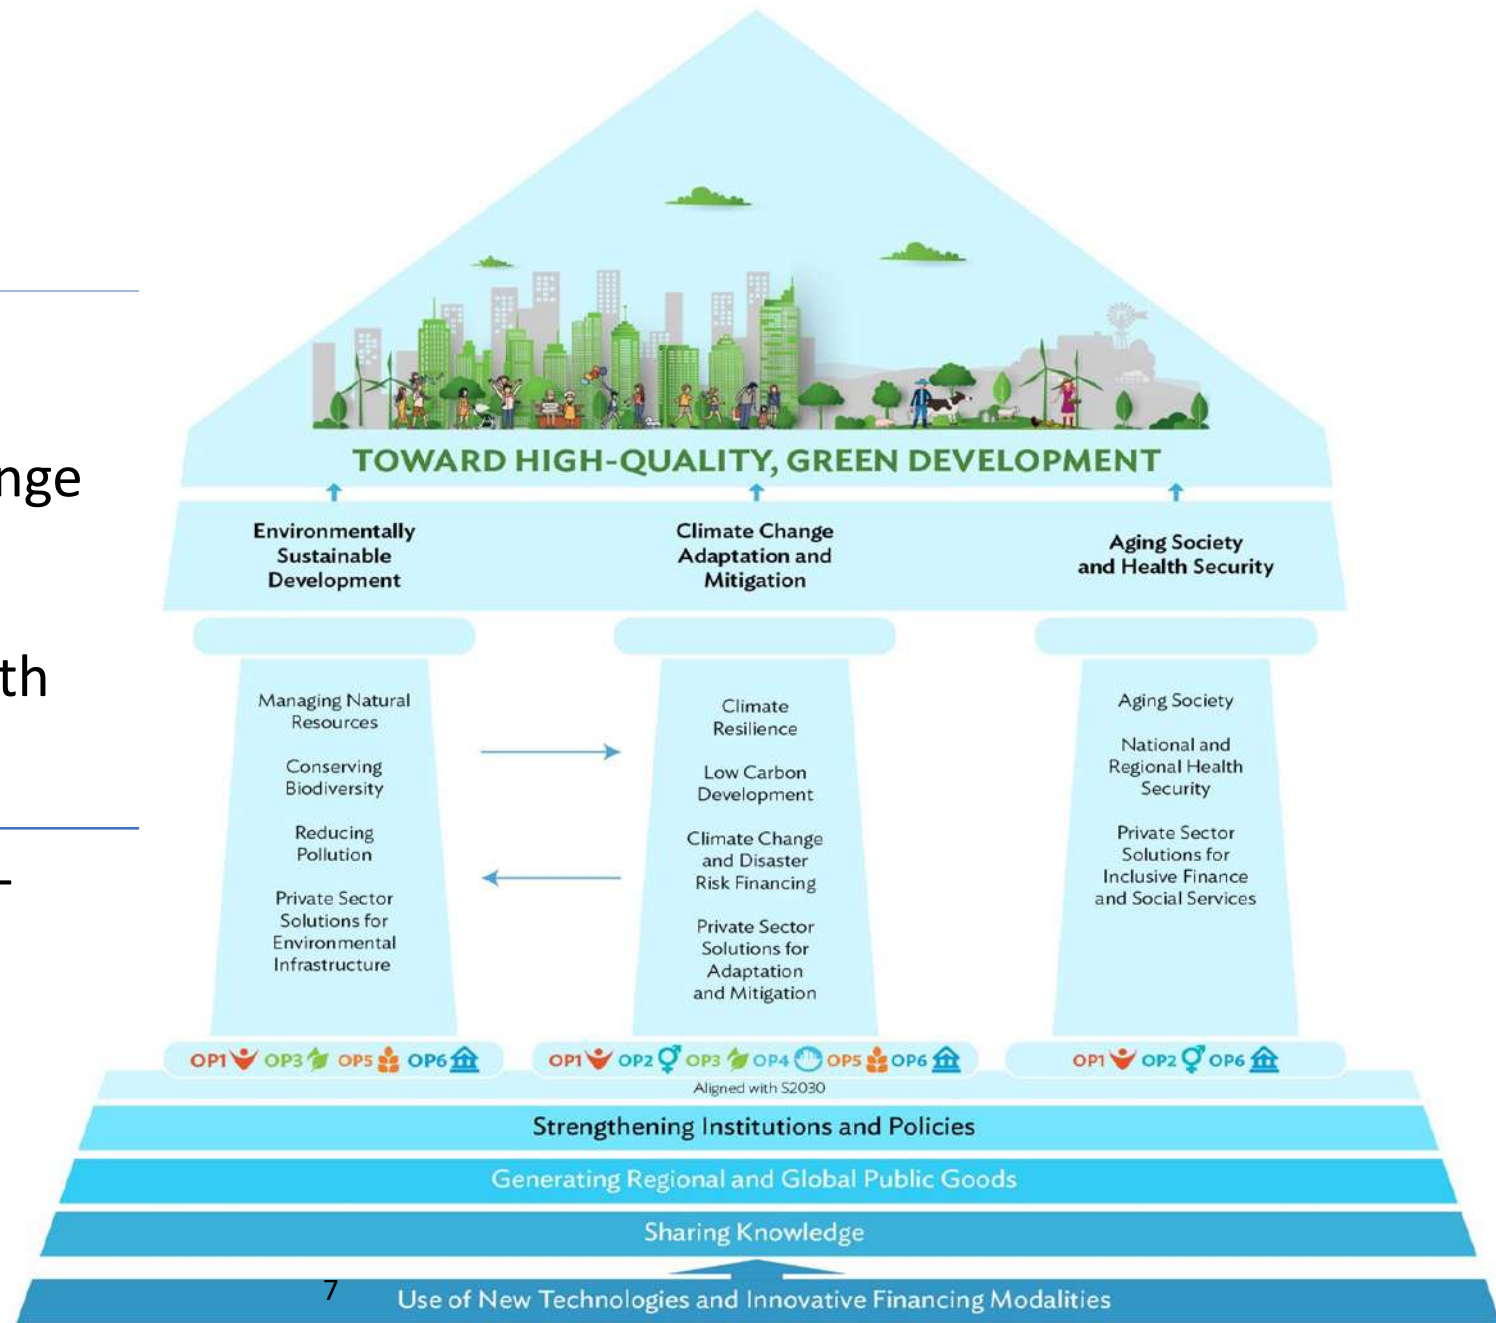 nge
th
-
TOWARD HIGH-QUALITY, GREEN DEVELOPMENT
Environmentally
Sustainable
Development
Climate Change
Adaptation and
Mitigation
Aging Society
and Health Security
Managing Natural
Resources
Conserving
Biodiversity
Reducing
Pollution
Private Sector
Solutions for
Environmental
Infrastructure
Climate
Resilience
Low Carbon
Development
Climate Change
and Disaster
Risk Financing
Private Sector
Solutions for
Adaptation
and Mitigation
Aging Society
National and
Regional Health
Security
Private Sector
Solutions for
Inclusive Finance
and Social Services
OP1 OP3 OP5 OP6
OP1 OP2 OP3 OP4 OP5 OP6
OP1 OP2 OP6
Aligned with S2030
Strengthening Institutions and Policies
Generating Regional and Global Public Goods
Sharing Knowledge
7
Use of New Technologies and Innovative Financing Modalities